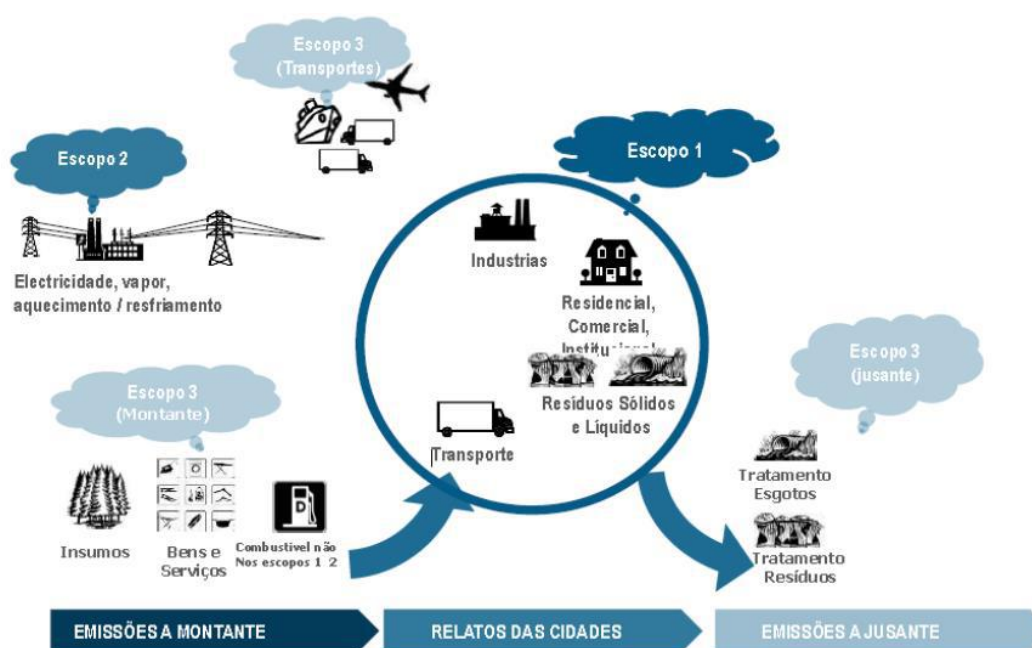 Escopo 3
(Transportes)
Escopo 2
Escopo 1
Electricidade, vapor,
aquecimento / resfriamento
Industrias
Residencial,
Comercial,
Institucional
Resíduos Sólidos
e Líquidos
Transporte
Escopo 3
(Montante)
Insumos
Bens e
Serviços
D
Combustivel não
Nos escopos 1 2
Escopo 3
(jusante)
Tratamento
Esgotos
Tratamento
Resíduos
EMISSÕES A MONTANTE
RELATOS DAS CIDADES
EMISSÕES A JUSANTE